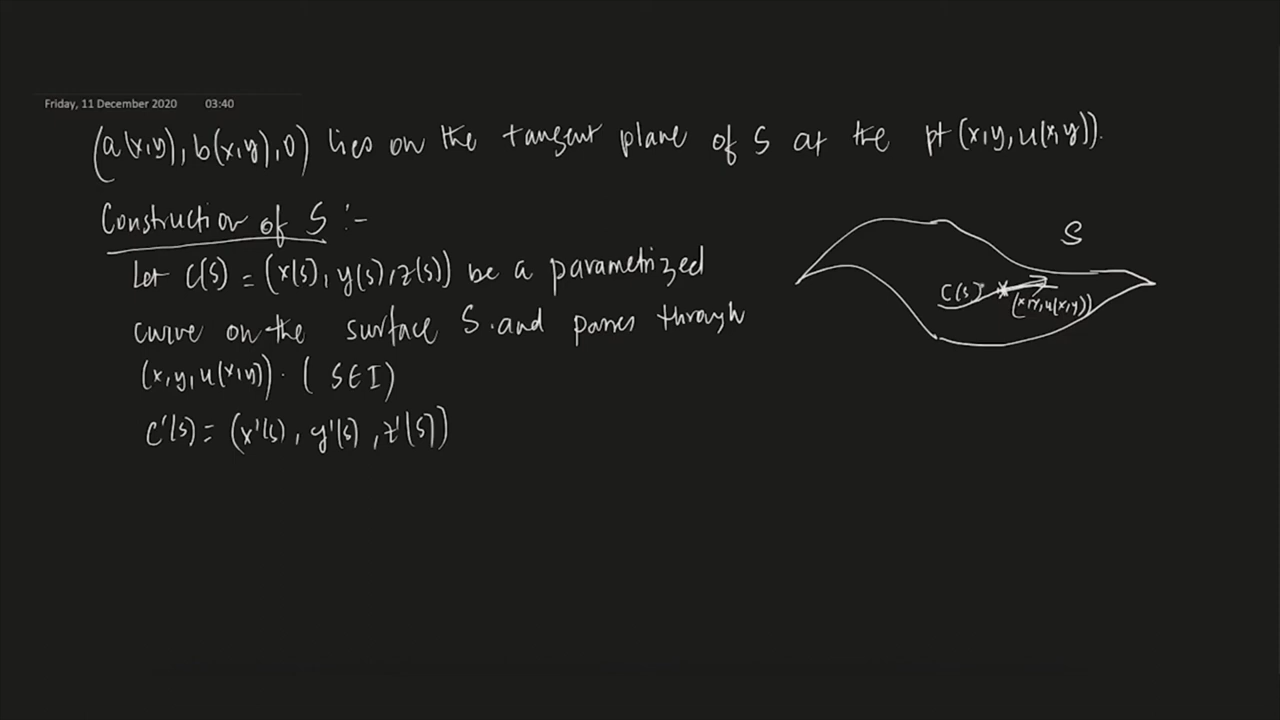 Friday, 11 December 2020 03:40
(a(x,y), b(x,y), 0) lies on the tangent plane of S at the pt (x, y, u(x,y)).
Construction of S :-
S
Let C(s) = (x(s), y(s), z(s)) be a parametrized
C(s)
(x,y,u(x,y))
curve on the surface S. and passes through
(x, y, u(x,y)). ( S∈I)
C'(s) = (x'(s), y'(s), z'(s))